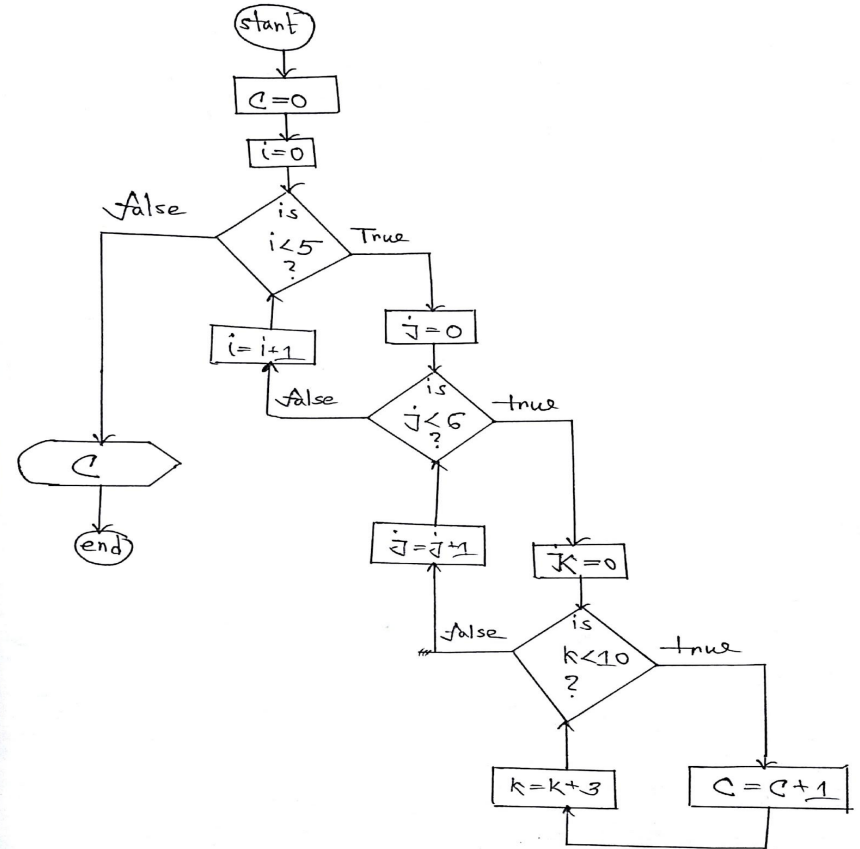 start
C=0
i=0
is
i<5
?
false
True
j=0
i=i+1
is
j<6
?
false
true
C
end
j=j+1
K=0
is
k<10
?
false
true
k=k+3
C=C+1